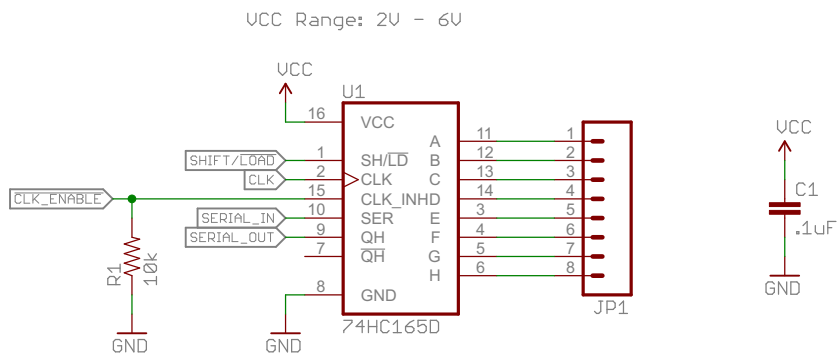 VCC Range: 2V - 6V
VCC
U1
16 VCC
A 11 1
SHIFT/LOAD 1 SH/LD
B 12 2
CLK 2 CLK
C 13 3
CLK_ENABLE 15 CLK_INH
D 14 4
SERIAL_IN 10 SER
E 3 5
SERIAL_OUT 9 QH
F 4 6
7 QH
G 5 7
H 6 8
8 GND
R1
10k
GND
GND
74HC165D
JP1
VCC
C1
.1uF
GND